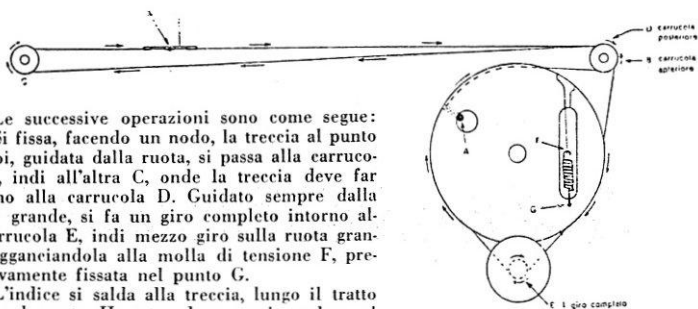 D carrucola
posteriore
B carrucola
anteriore
C
A
F
G
E 1 giro completo
Le successive operazioni sono come segue:
Si fissa, facendo un nodo, la treccia al punto
oi, guidata dalla ruota, si passa alla carruco-
, indi all'altra C, onde la treccia deve far
no alla carrucola D. Guidato sempre dalla
grande, si fa un giro completo intorno al-
rrucola E, indi mezzo giro sulla ruota gran-
gganciandola alla molla di tensione F, pre-
vamente fissata nel punto G.
L'indice si salda alla treccia, lungo il tratto